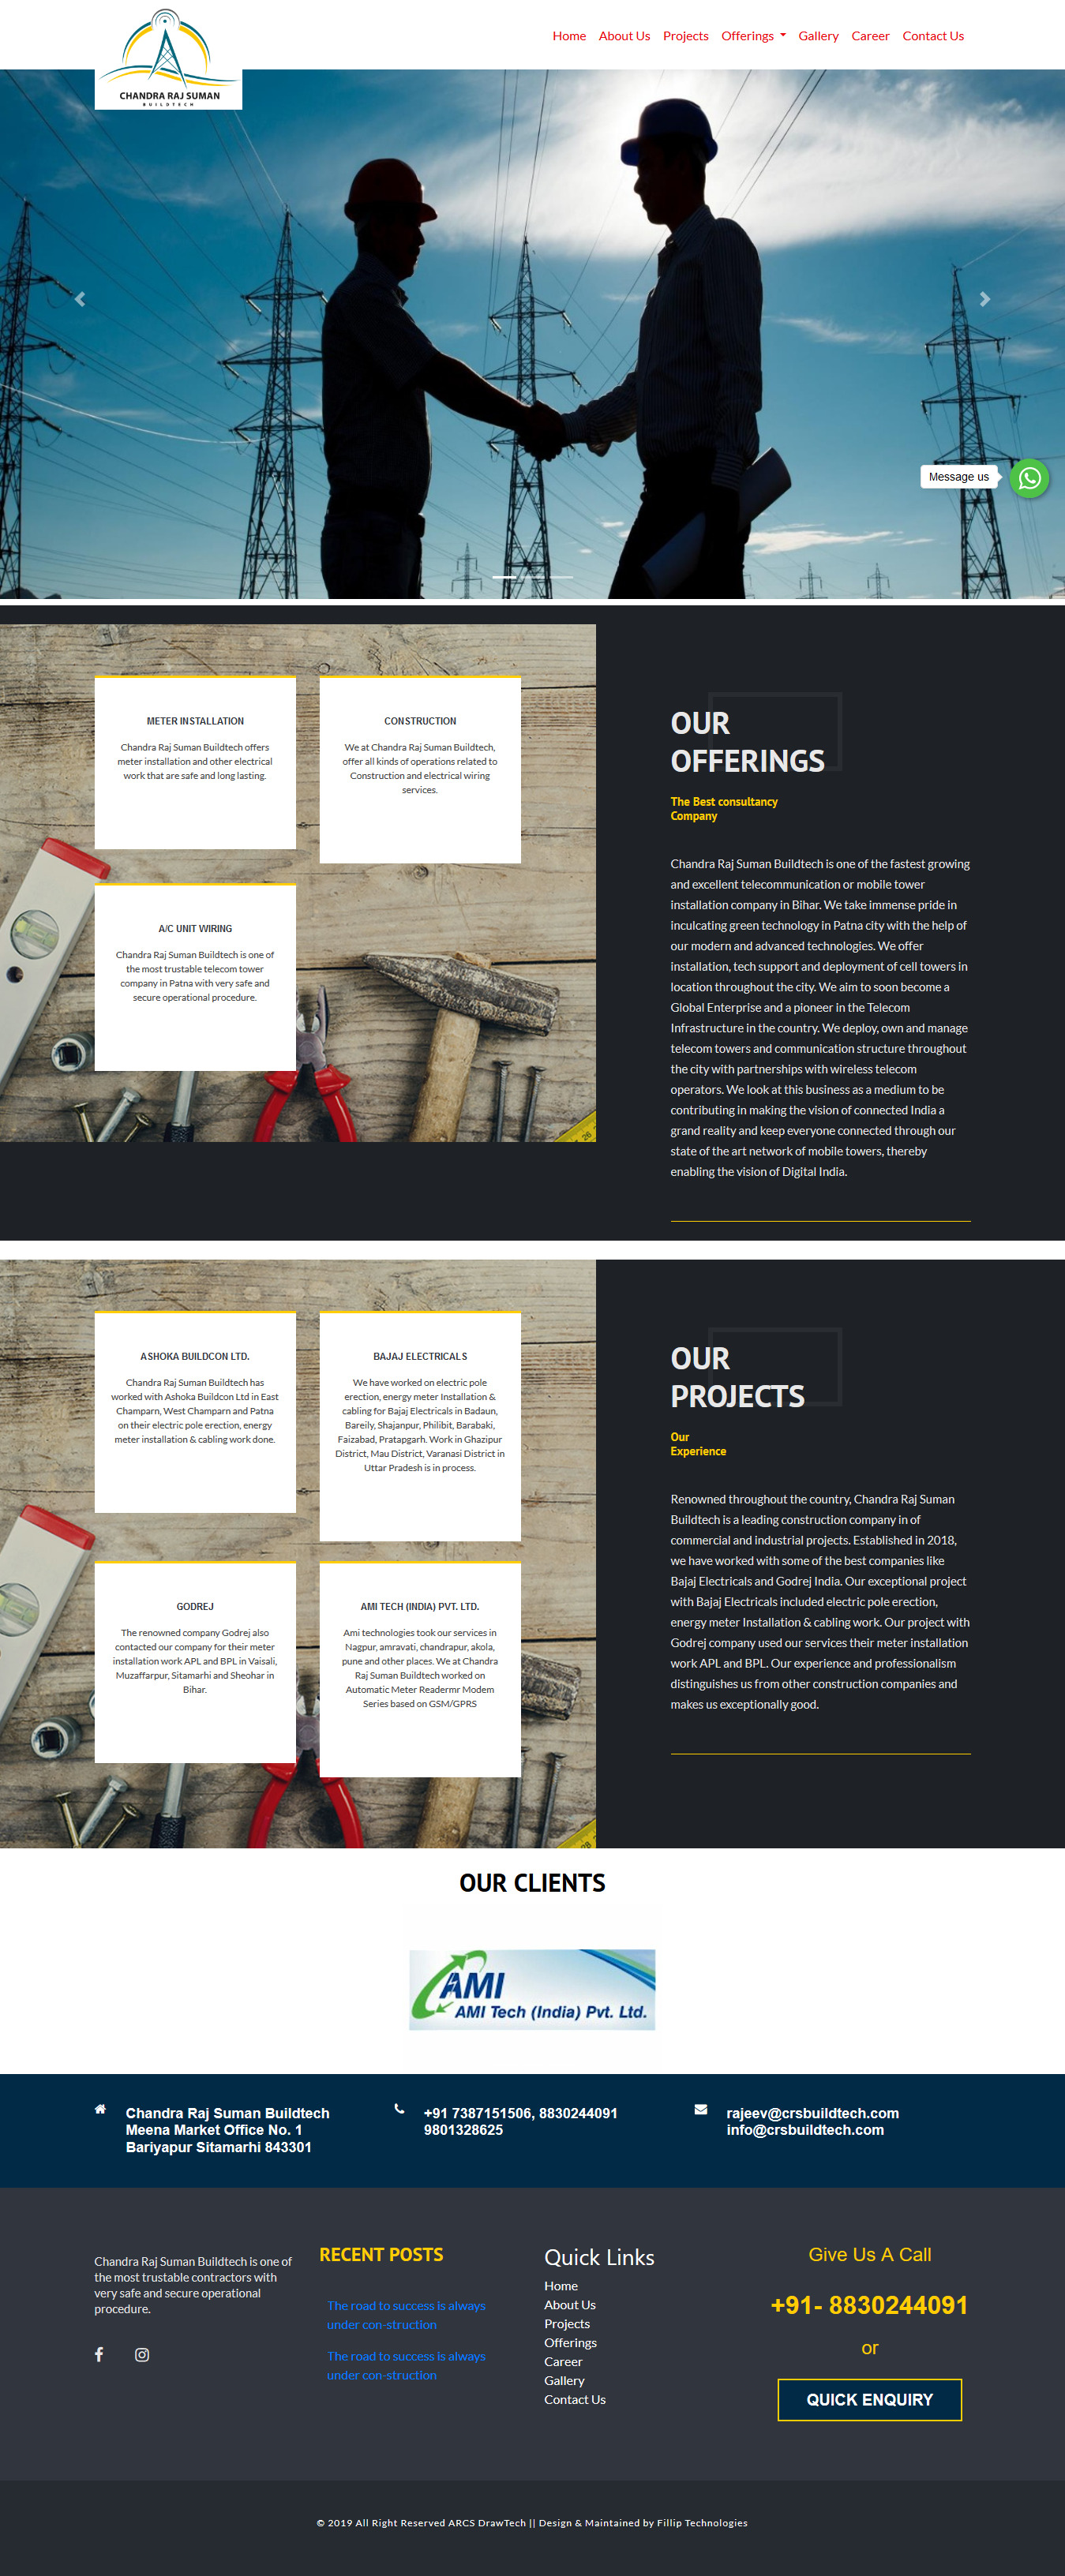 CHANDRA RAJ SUMAN
BUILDTECH
Home About Us Projects Offerings Gallery Career Contact Us
Message us
METER INSTALLATION
Chandra Raj Suman Buildtech offers
meter installation and other electrical
work that are safe and long lasting.
CONSTRUCTION
We at Chandra Raj Suman Buildtech,
offer all kinds of operations related to
Construction and electrical wiring
services.
A/C UNIT WIRING
Chandra Raj Suman Buildtech is one of
the most trustable telecom tower
company in Patna with very safe and
secure operational procedure.
OUR
OFFERINGS
The Best consultancy
Company
Chandra Raj Suman Buildtech is one of the fastest growing
and excellent telecommunication or mobile tower
installation company in Bihar. We take immense pride in
inculcating green technology in Patna city with the help of
our modern and advanced technologies. We offer
installation, tech support and deployment of cell towers in
location throughout the city. We aim to soon become a
Global Enterprise and a pioneer in the Telecom
Infrastructure in the country. We deploy, own and manage
telecom towers and communication structure throughout
the city with partnerships with wireless telecom
operators. We look at this business as a medium to be
contributing in making the vision of connected India a
grand reality and keep everyone connected through our
state of the art network of mobile towers, thereby
enabling the vision of Digital India.
ASHOKA BUILDCON LTD.
Chandra Raj Suman Buildtech has
worked with Ashoka Buildcon Ltd in East
Champarn, West Champarn and Patna
on their electric pole erection, energy
meter installation & cabling work done.
BAJAJ ELECTRICALS
We have worked on electric pole
erection, energy meter Installation &
cabling for Bajaj Electricals in Badaun,
Bareily, Shajanpur, Philibit, Barabaki,
Faizabad, Pratapgarh. Work in Ghazipur
District, Mau District, Varanasi District in
Uttar Pradesh is in process.
GODREJ
The renowned company Godrej also
contacted our company for their meter
installation work APL and BPL in Vaisali,
Muzaffarpur, Sitamarhi and Sheohar in
Bihar.
AMI TECH (INDIA) PVT. LTD.
Ami technologies took our services in
Nagpur, amravati, chandrapur, akola,
pune and other places. We at Chandra
Raj Suman Buildtech worked on
Automatic Meter Readermr Modem
Series based on GSM/GPRS
OUR
PROJECTS
Our
Experience
Renowned throughout the country, Chandra Raj Suman
Buildtech is a leading construction company in of
commercial and industrial projects. Established in 2018,
we have worked with some of the best companies like
Bajaj Electricals and Godrej India. Our exceptional project
with Bajaj Electricals included electric pole erection,
energy meter Installation & cabling work. Our project with
Godrej company used our services their meter installation
work APL and BPL. Our experience and professionalism
distinguishes us from other construction companies and
makes us exceptionally good.
OUR CLIENTS
AMI
AMI Tech (India) Pvt. Ltd.
Chandra Raj Suman Buildtech
Meena Market Office No. 1
Bariyapur Sitamarhi 843301
+91 7387151506, 8830244091
9801328625
rajeev@crsbuildtech.com
info@crsbuildtech.com
Chandra Raj Suman Buildtech is one of
the most trustable contractors with
very safe and secure operational
procedure.
RECENT POSTS
The road to success is always
under con-struction
The road to success is always
under con-struction
Quick Links
Home
About Us
Projects
Offerings
Career
Gallery
Contact Us
Give Us A Call
+91- 8830244091
or
QUICK ENQUIRY
© 2019 All Right Reserved ARCS DrawTech || Design & Maintained by Fillip Technologies